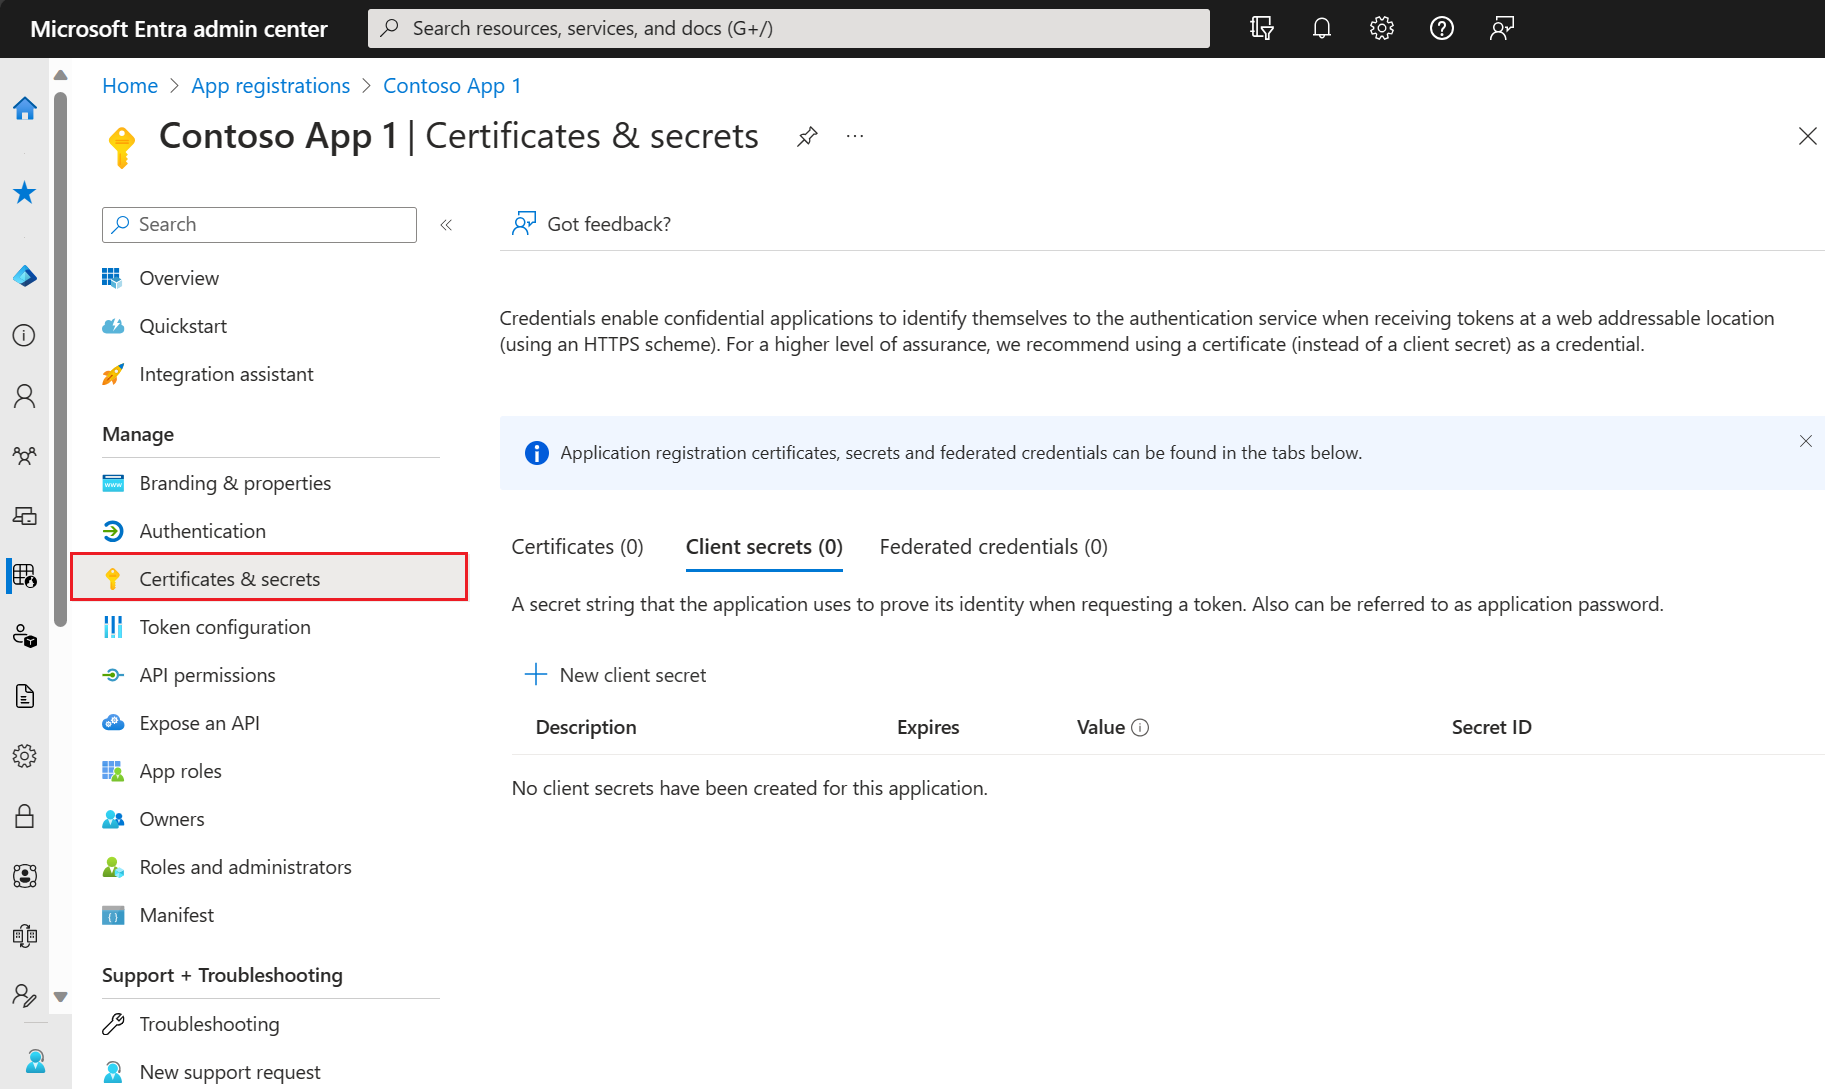 Microsoft Entra admin center
Search resources, services, and docs (G+/)
Home > App registrations > Contoso App 1
Contoso App 1 | Certificates & secrets
Search
Got feedback?
Overview
Quickstart
Integration assistant
Manage
Branding & properties
Authentication
Certificates & secrets
Token configuration
API permissions
Expose an API
App roles
Owners
Roles and administrators
Manifest
Support + Troubleshooting
Troubleshooting
New support request
Credentials enable confidential applications to identify themselves to the authentication service when receiving tokens at a web addressable location
(using an HTTPS scheme). For a higher level of assurance, we recommend using a certificate (instead of a client secret) as a credential.
Application registration certificates, secrets and federated credentials can be found in the tabs below.
Certificates (0) Client secrets (0) Federated credentials (0)
A secret string that the application uses to prove its identity when requesting a token. Also can be referred to as application password.
New client secret
Description Expires Value Secret ID
No client secrets have been created for this application.